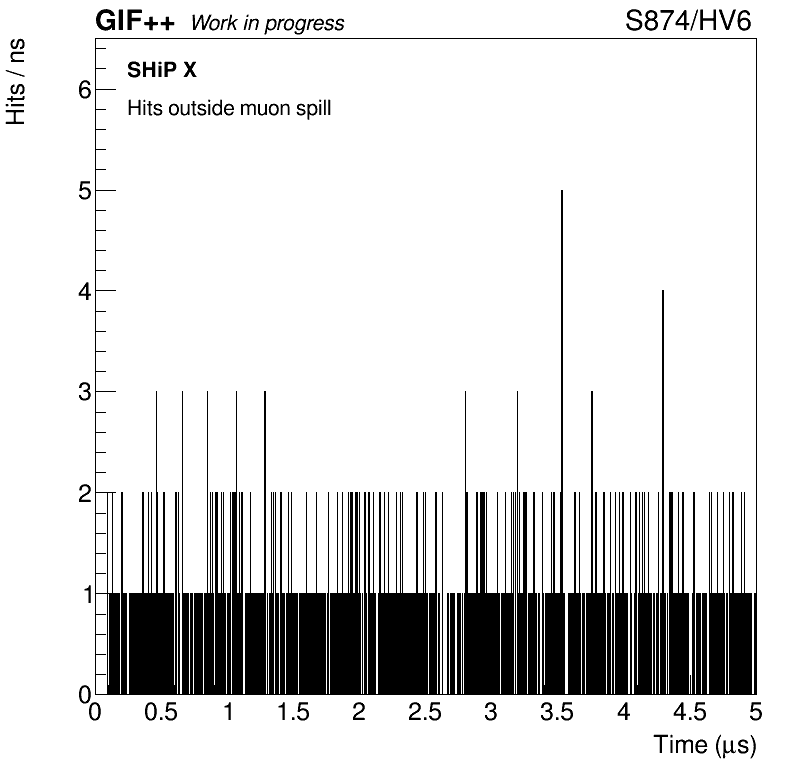 GIF++ Work in progress S874/HV6
Hits / ns
SHiP X
Hits outside muon spill
6
5
4
3
2
1
0
0 0.5 1 1.5 2 2.5 3 3.5 4 4.5 5
Time (μs)